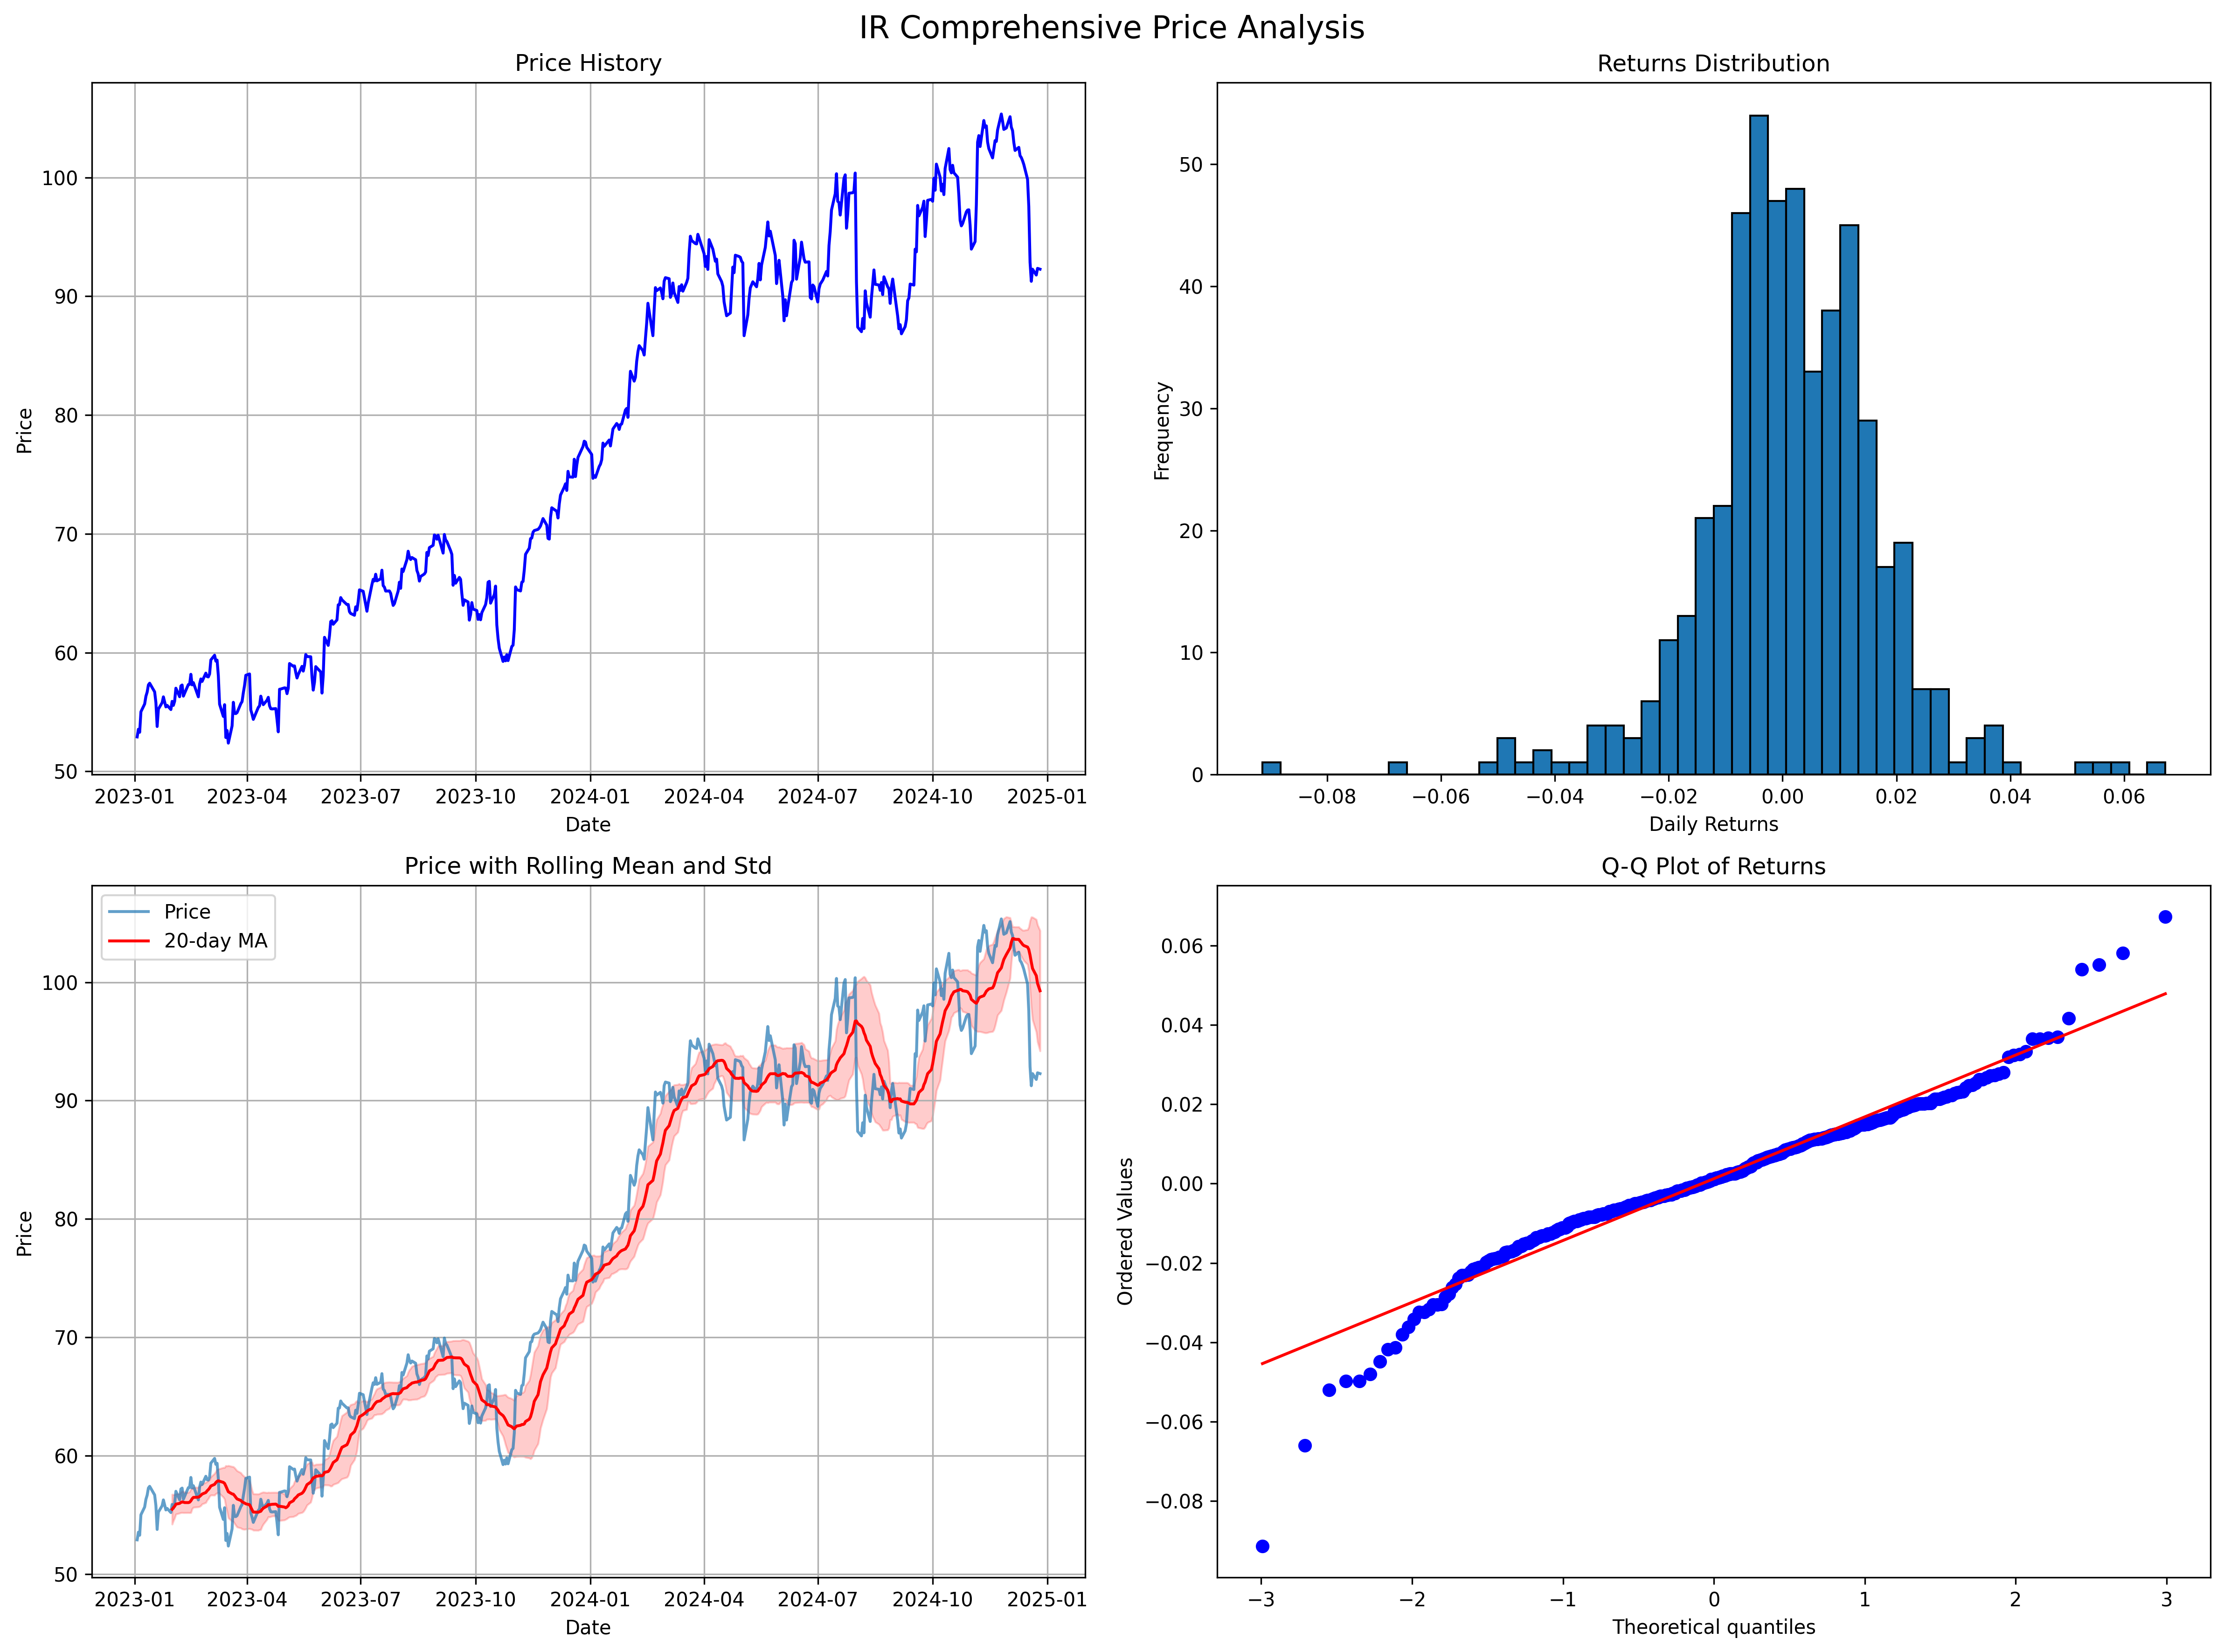 IR Comprehensive Price Analysis
Price History
Price
100
90
80
70
60
50
2023-01 2023-04 2023-07 2023-10 2024-01 2024-04 2024-07 2024-10 2025-01
Date
Returns Distribution
Frequency
50
40
30
20
10
0
−0.08 −0.06 −0.04 −0.02 0.00 0.02 0.04 0.06
Daily Returns
Price with Rolling Mean and Std
Price
20-day MA
Price
100
90
80
70
60
50
2023-01 2023-04 2023-07 2023-10 2024-01 2024-04 2024-07 2024-10 2025-01
Date
Q-Q Plot of Returns
Ordered Values
0.06
0.04
0.02
0.00
−0.02
−0.04
−0.06
−0.08
−3 −2 −1 0 1 2 3
Theoretical quantiles